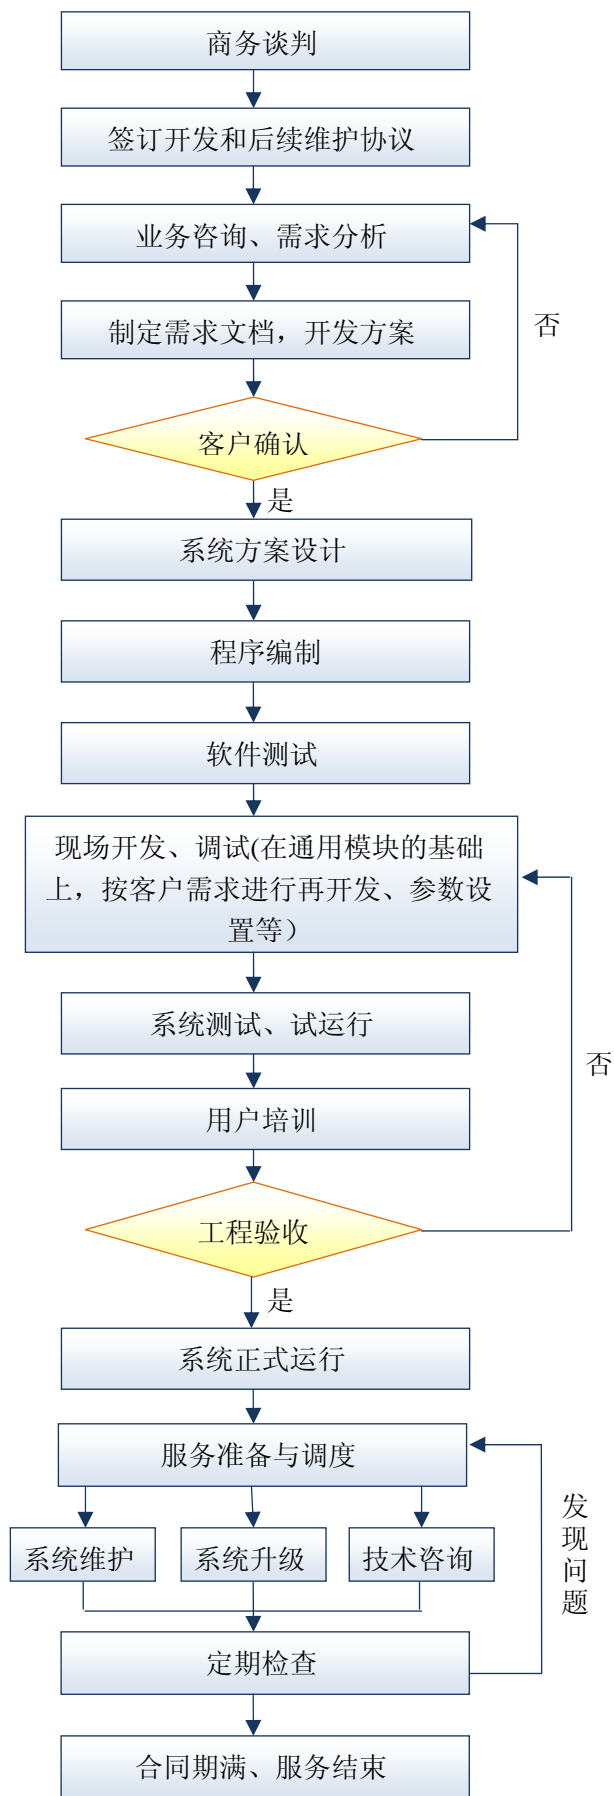 商务谈判
签订开发和后续维护协议
业务咨询、需求分析
制定需求文档，开发方案
否
客户确认
是
系统方案设计
程序编制
软件测试
现场开发、调试(在通用模块的基础
上，按客户需求进行再开发、参数设
置等）
系统测试、试运行
否
用户培训
工程验收
是
系统正式运行
服务准备与调度
发现问题
系统维护
系统升级
技术咨询
定期检查
合同期满、服务结束